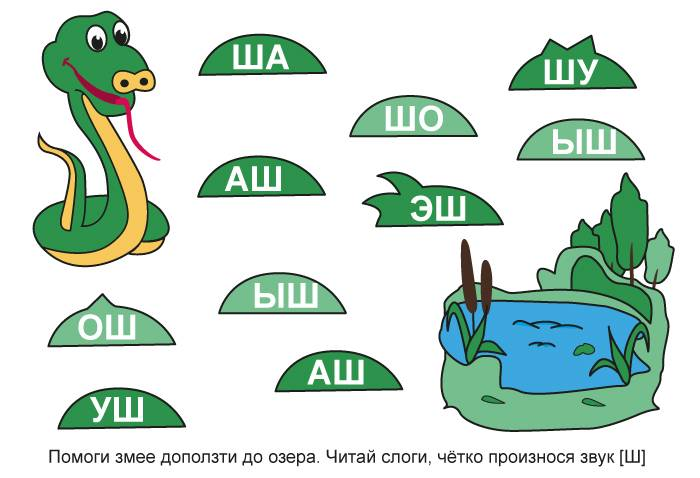 ША
ШУ
ШО
ЫШ
АШ
ЭШ
ЫШ
ОШ
АШ
УШ
Помоги змее доползти до озера. Читай слоги, чётко произнося звук [Ш]